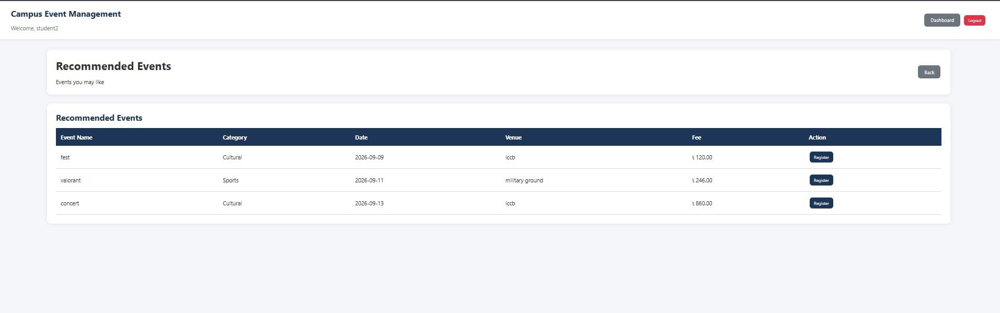 Campus Event Management
Welcome, student2
Dashboard Logout
Recommended Events
Events you may like
Back
Recommended Events
Event Name Category Date Venue Fee Action
fest Cultural 2026-09-09 iccb ৳ 120.00 Register
valorant Sports 2026-09-11 military ground ৳ 246.00 Register
concert Cultural 2026-09-13 iccb ৳ 860.00 Register